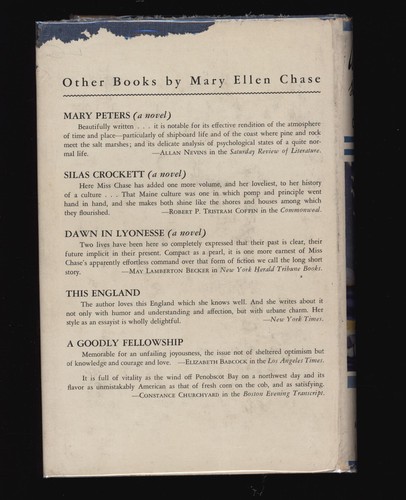 Other Books by Mary Ellen Chase
MARY PETERS (a novel)
Beautifully written . . . it is notable for its effective rendition of the atmosphere
of time and place—particularly of shipboard life and of the coast where pine and rock
meet the salt marshes; and its delicate analysis of psychological states of a quite nor-
mal life. —ALLAN NEVINS in the Saturday Review of Literature.
SILAS CROCKETT (a novel)
Here Miss Chase has added one more volume, and her loveliest, to her history
of a culture . . . That Maine culture was one in which pomp and principle went
hand in hand, and she makes both shine like the shores and houses among which
they flourished. —ROBERT P. TRISTRAM COFFIN in the Commonweal.
DAWN IN LYONESSE (a novel)
Two lives have been here so completely expressed that their past is clear, their
future implicit in their present. Compact as a pearl, it is one more earnest of Miss
Chase's apparently effortless command over that form of fiction we call the long short
story. —MAY LAMBERTON BECKER in New York Herald Tribune Books.
THIS ENGLAND
The author loves this England which she knows well. And she writes about it
not only with humor and understanding and affection, but with urbane charm. Her
style as an essayist is wholly delightful. —New York Times.
A GOODLY FELLOWSHIP
Memorable for an unfailing joyousness, the issue not of sheltered optimism but
of knowledge and courage and love. —ELIZABETH BABCOCK in the Los Angeles Times.
It is full of vitality as the wind off Penobscot Bay on a northwest day and its
flavor as unmistakably American as that of fresh corn on the cob, and as satisfying.
—CONSTANCE CHURCHYARD in the Boston Evening Transcript.